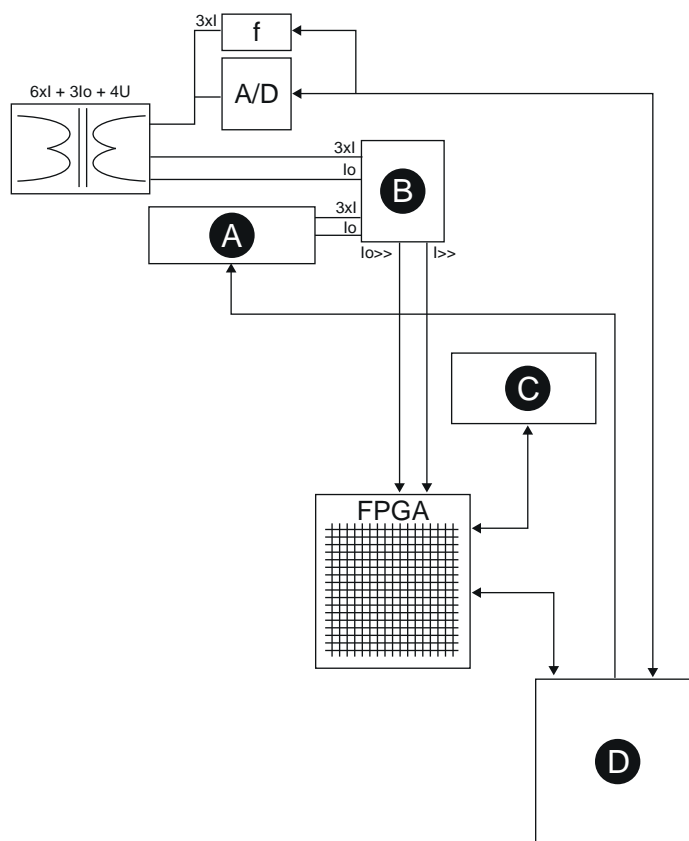 3xI
f
A/D
6xI + 3Io + 4U
3xI
Io
B
3xI
Io
A
Io>>
I>>
C
FPGA
D